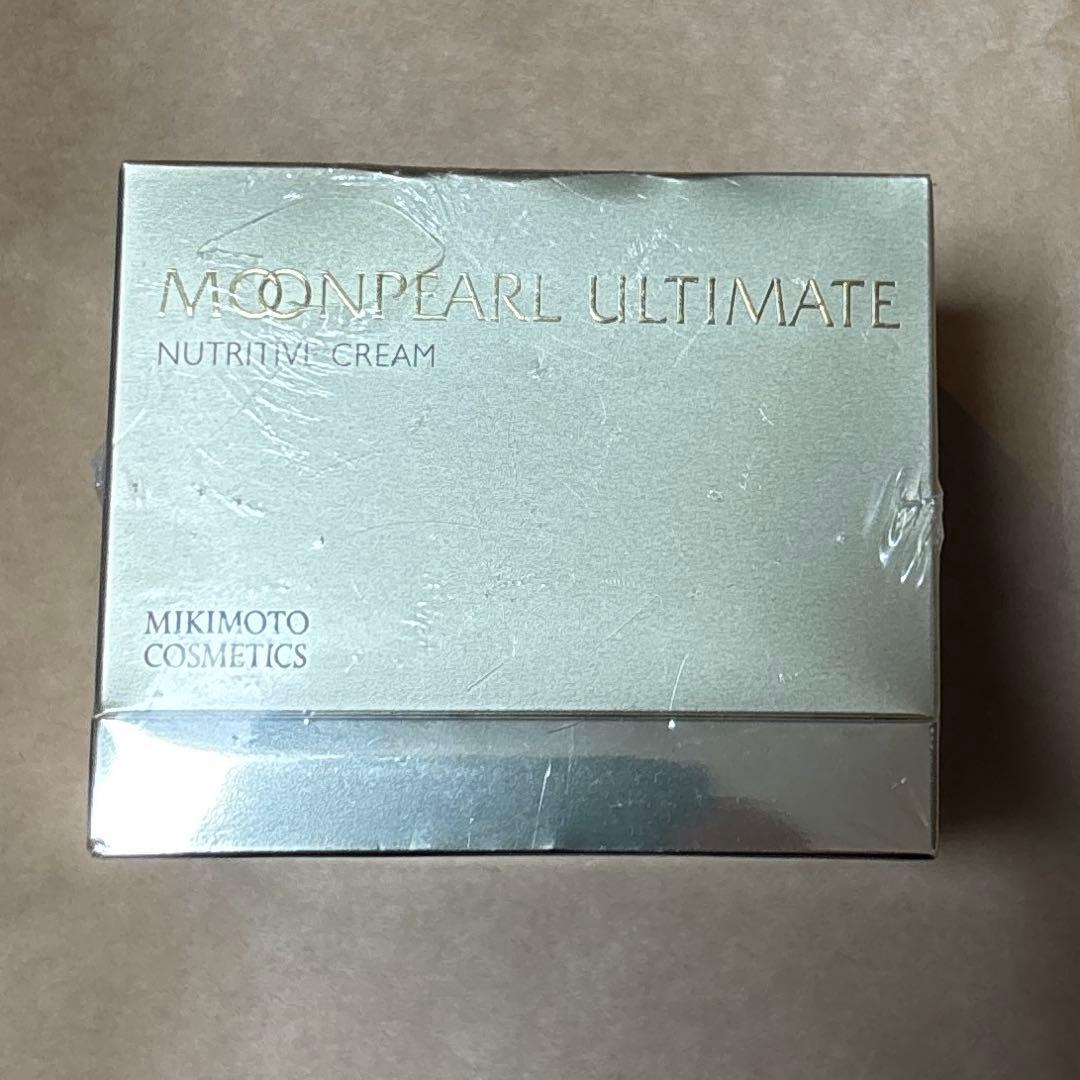 MOONPEARL ULTIMATE
NUTRITIVE CREAM
MIKIMOTO
COSMETICS